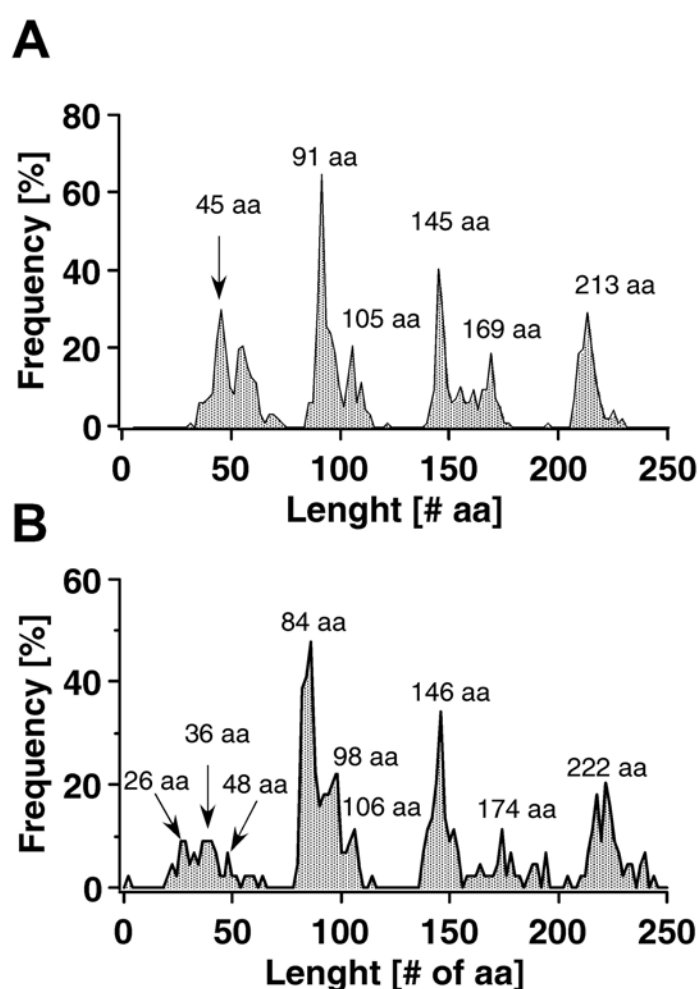 A
Frequency [%]
80
60
40
20
0
45 aa
91 aa
105 aa
145 aa
169 aa
213 aa
0 50 100 150 200 250
Lenght [# aa]
B
Frequency [%]
60
40
20
0
26 aa
36 aa
48 aa
84 aa
98 aa
106 aa
146 aa
174 aa
222 aa
0 50 100 150 200 250
Lenght [# of aa]